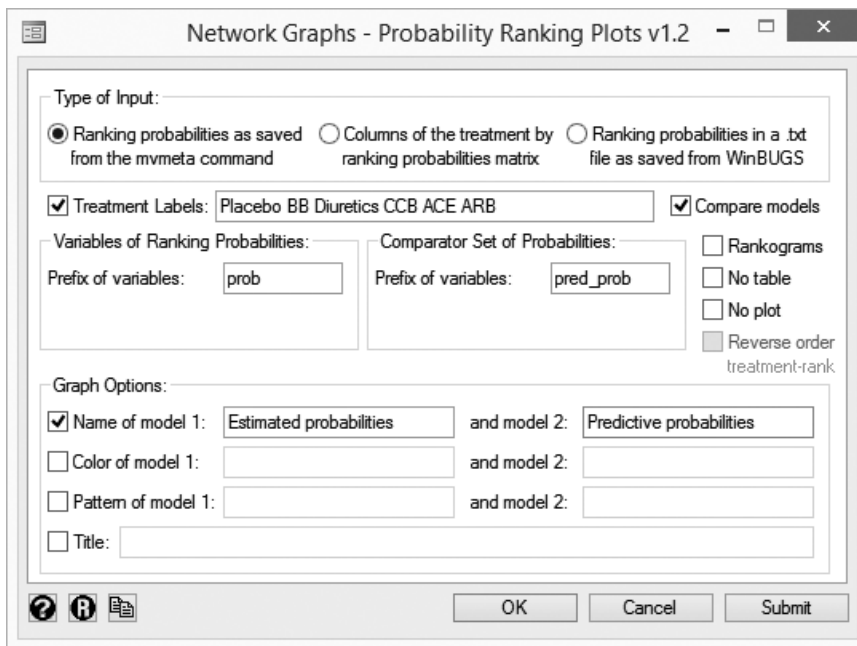 Network Graphs - Probability Ranking Plots v1.2
Type of Input:
Ranking probabilities as saved from the mvmeta command
Columns of the treatment by ranking probabilities matrix
Ranking probabilities in a .txt file as saved from WinBUGS
Treatment Labels: Placebo BB Diuretics CCB ACE ARB
Compare models
Variables of Ranking Probabilities:
Prefix of variables: prob
Comparator Set of Probabilities:
Prefix of variables: pred_prob
Rankograms
No table
No plot
Reverse order
treatment-rank
Graph Options:
Name of model 1: Estimated probabilities and model 2: Predictive probabilities
Color of model 1: and model 2:
Pattern of model 1: and model 2:
Title:
? R OK Cancel Submit